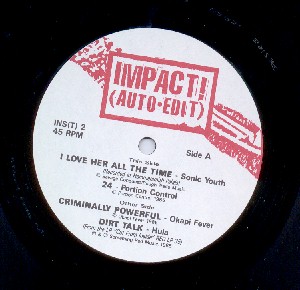 IMPACT!
(AUTO·EDIT)
INS(T) 2
45 RPM
Side A
This Side
I LOVE HER ALL THE TIME - Sonic Youth
24 - Portion Control
Other Side
CRIMINALLY POWERFUL - Okapi Fever
DIRT TALK - Hula